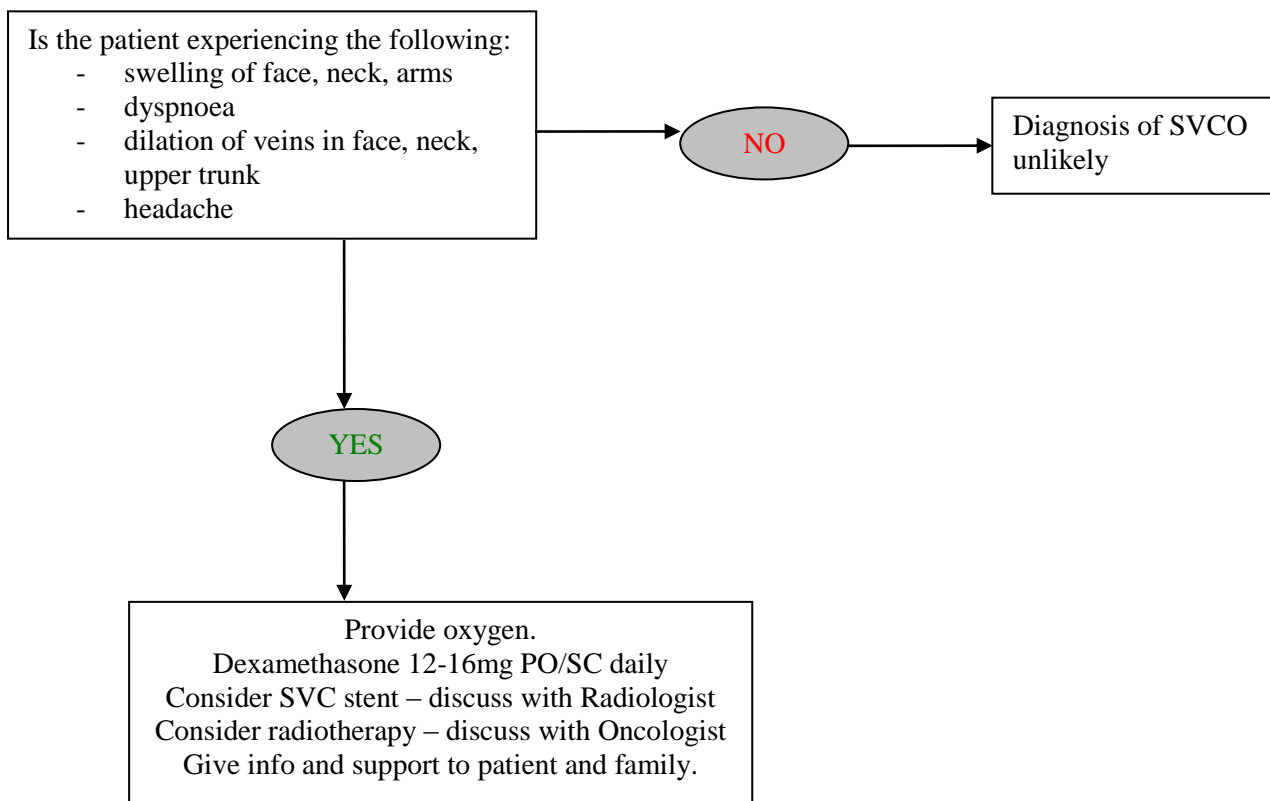 Is the patient experiencing the following:
- swelling of face, neck, arms
- dyspnoea
- dilation of veins in face, neck,
upper trunk
- headache
NO
Diagnosis of SVCO
unlikely
YES
Provide oxygen.
Dexamethasone 12-16mg PO/SC daily
Consider SVC stent – discuss with Radiologist
Consider radiotherapy – discuss with Oncologist
Give info and support to patient and family.